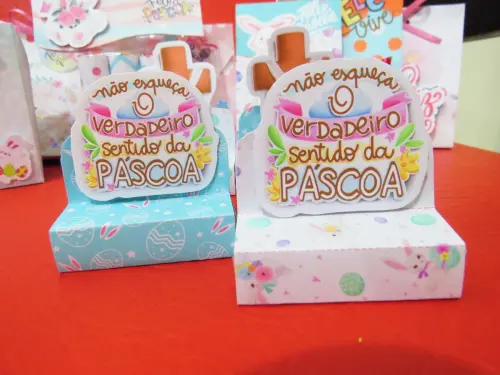 não esqueça
O
VERDADEIRO
sentido da
PÁSCOA
não esqueça
O
VERDADEIRO
sentido da
PÁSCOA